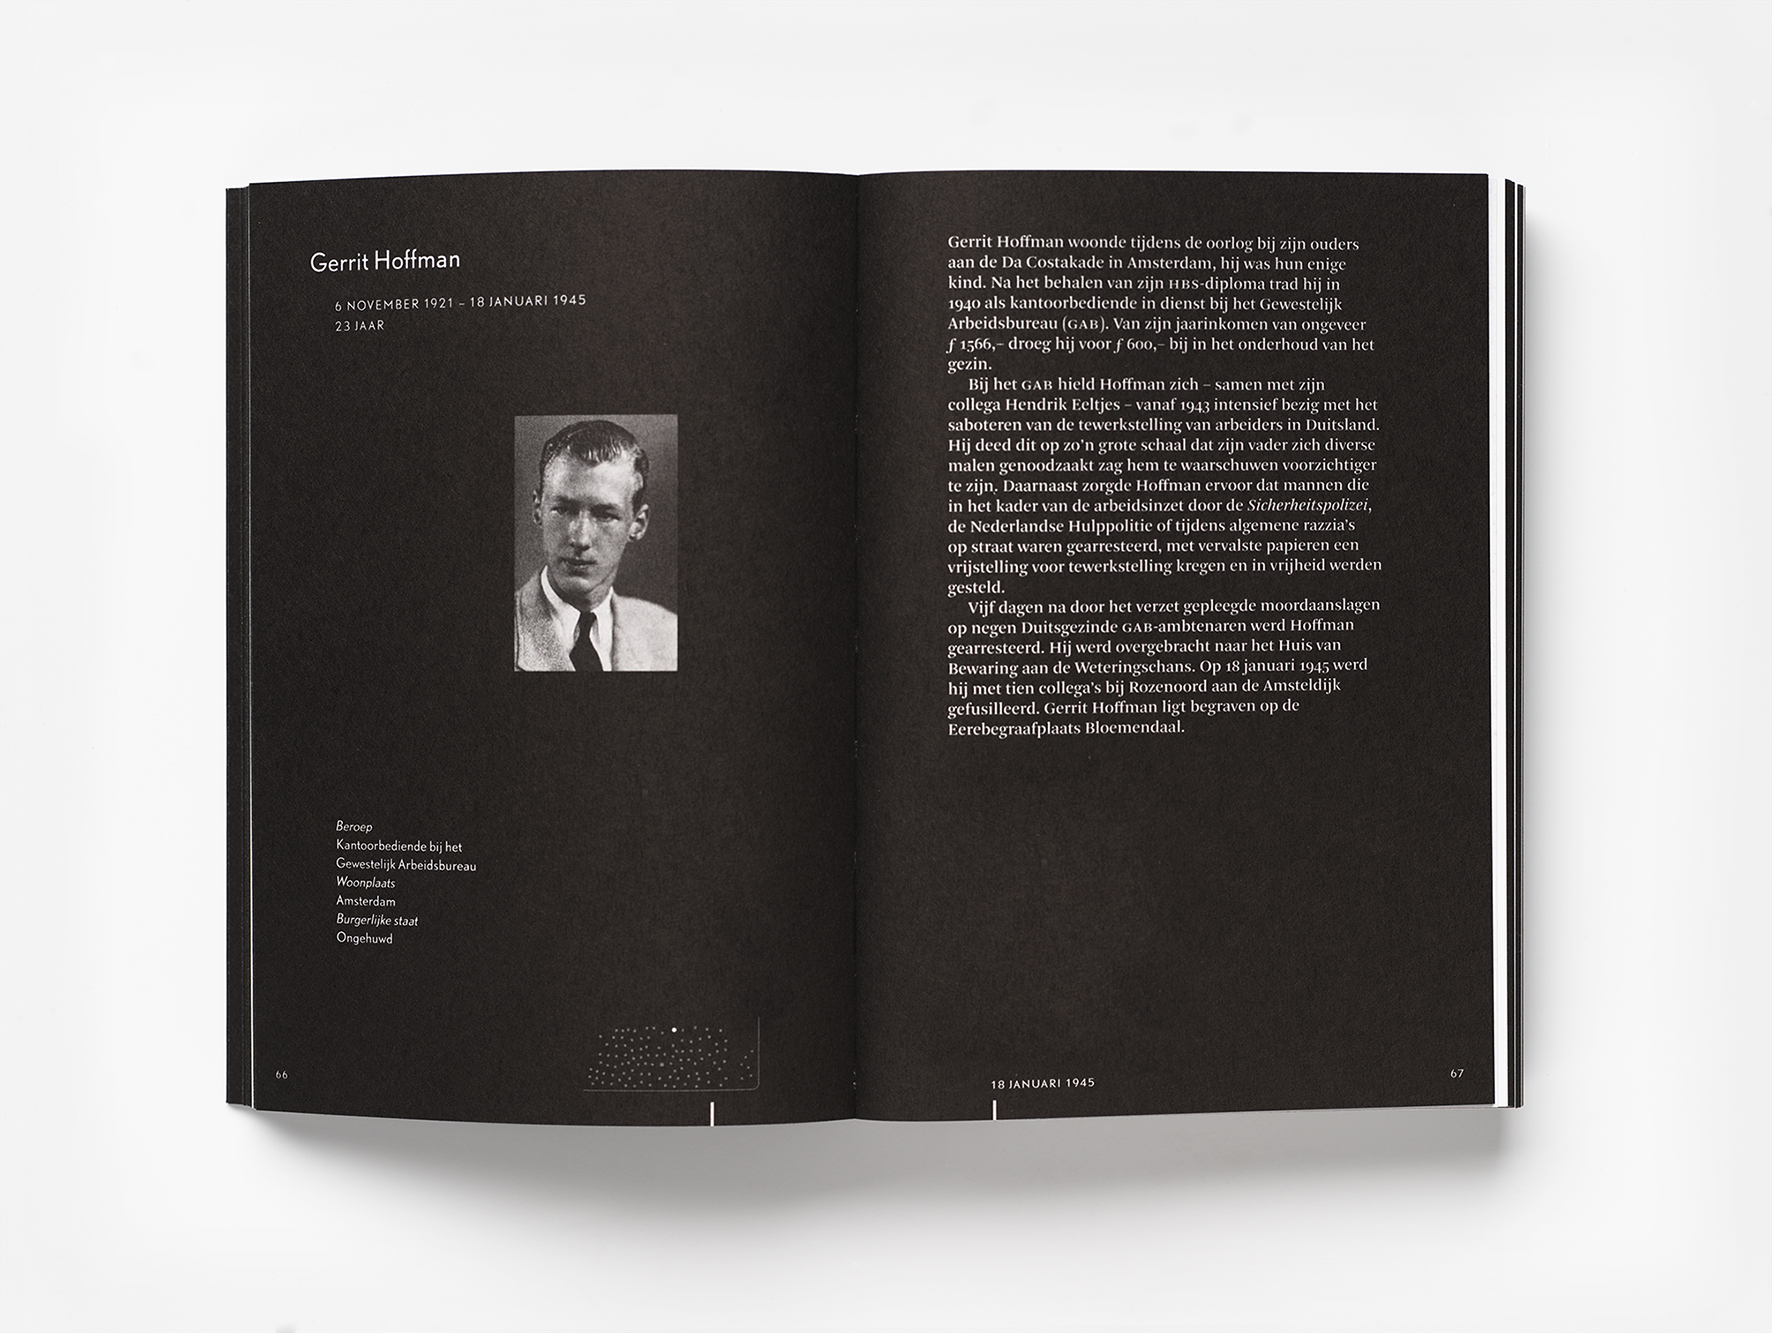 Gerrit Hoffman
6 NOVEMBER 1921 – 18 JANUARI 1945
23 JAAR
Beroep
Kantoorbediende bij het
Gewestelijk Arbeidsbureau
Woonplaats
Amsterdam
Burgerlijke staat
Ongehuwd
66
Gerrit Hoffman woonde tijdens de oorlog bij zijn ouders
aan de Da Costakade in Amsterdam, hij was hun enige
kind. Na het behalen van zijn HBS-diploma trad hij in
1940 als kantoorbediende in dienst bij het Gewestelijk
Arbeidsbureau (GAB). Van zijn jaarinkomen van ongeveer
ƒ 1566,– droeg hij voor ƒ 600,– bij in het onderhoud van het
gezin.
Bij het GAB hield Hoffman zich – samen met zijn
collega Hendrik Eeltjes – vanaf 1943 intensief bezig met het
saboteren van de tewerkstelling van arbeiders in Duitsland.
Hij deed dit op zo'n grote schaal dat zijn vader zich diverse
malen genoodzaakt zag hem te waarschuwen voorzichtiger
te zijn. Daarnaast zorgde Hoffman ervoor dat mannen die
in het kader van de arbeidsinzet door de Sicherheitspolizei,
de Nederlandse Hulppolitie of tijdens algemene razzia's
op straat waren gearresteerd, met vervalste papieren een
vrijstelling voor tewerkstelling kregen en in vrijheid werden
gesteld.
Vijf dagen na door het verzet gepleegde moordaanslagen
op negen Duitsgezinde GAB-ambtenaren werd Hoffman
gearresteerd. Hij werd overgebracht naar het Huis van
Bewaring aan de Weteringschans. Op 18 januari 1945 werd
hij met tien collega's bij Rozenoord aan de Amsteldijk
gefusilleerd. Gerrit Hoffman ligt begraven op de
Eerebegraafplaats Bloemendaal.
18 JANUARI 1945
67